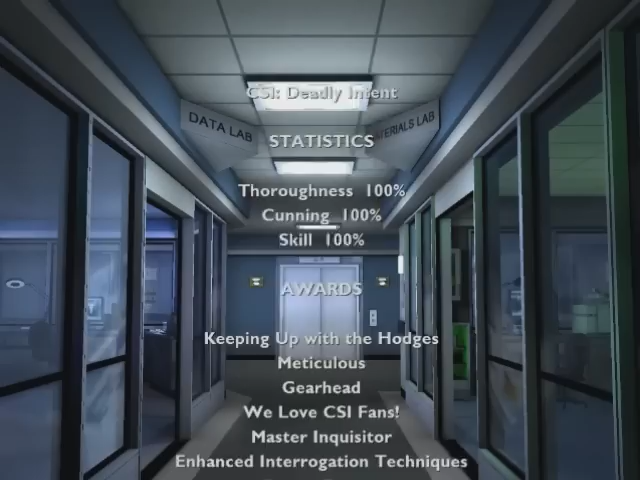 CSI: Deadly Intent
DATA LAB
MATERIALS LAB
STATISTICS
Thoroughness 100%
Cunning 100%
Skill 100%
AWARDS
Keeping Up with the Hodges
Meticulous
Gearhead
We Love CSI Fans!
Master Inquisitor
Enhanced Interrogation Techniques